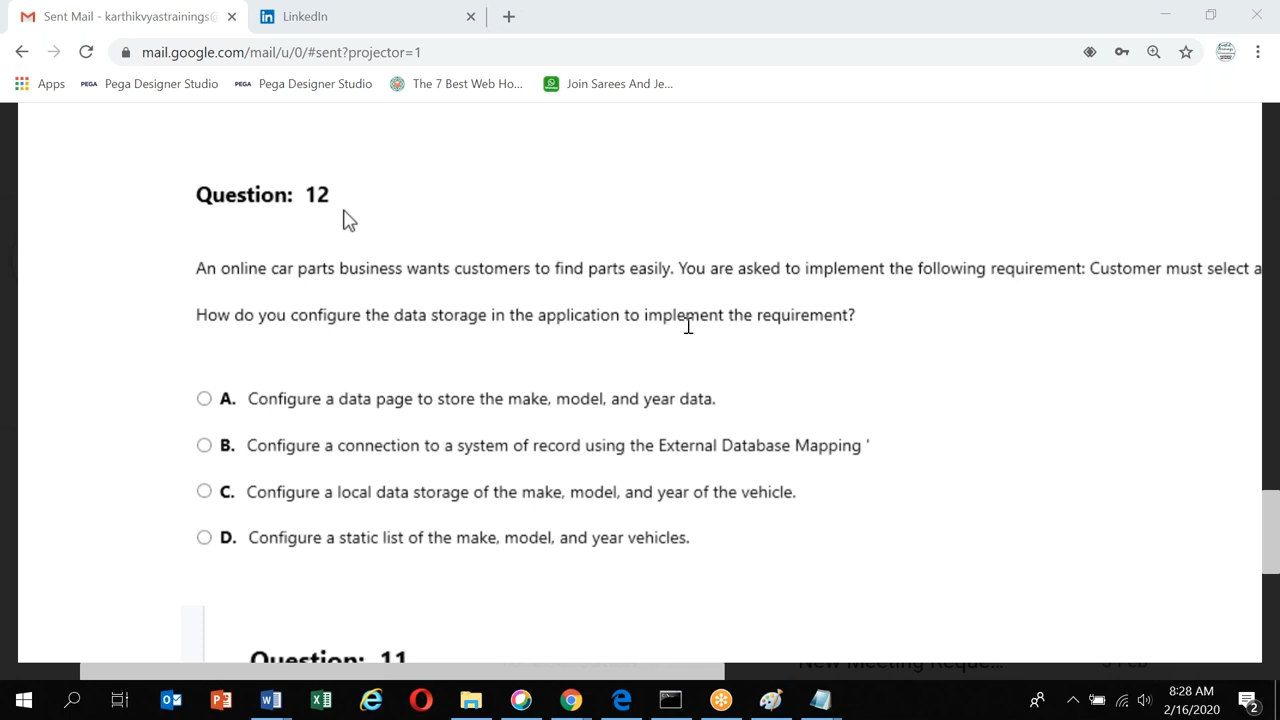 Sent Mail - karthikvyastrainings@
LinkedIn
mail.google.com/mail/u/0/#sent?projector=1
Apps
PEGA Pega Designer Studio
PEGA Pega Designer Studio
The 7 Best Web Ho...
Join Sarees And Je...
Question: 12
An online car parts business wants customers to find parts easily. You are asked to implement the following requirement: Customer must select a
How do you configure the data storage in the application to implement the requirement?
A. Configure a data page to store the make, model, and year data.
B. Configure a connection to a system of record using the External Database Mapping '
C. Configure a local data storage of the make, model, and year of the vehicle.
D. Configure a static list of the make, model, and year vehicles.
Question: 11
New Meeting Reque...
8:28 AM
2/16/2020
2